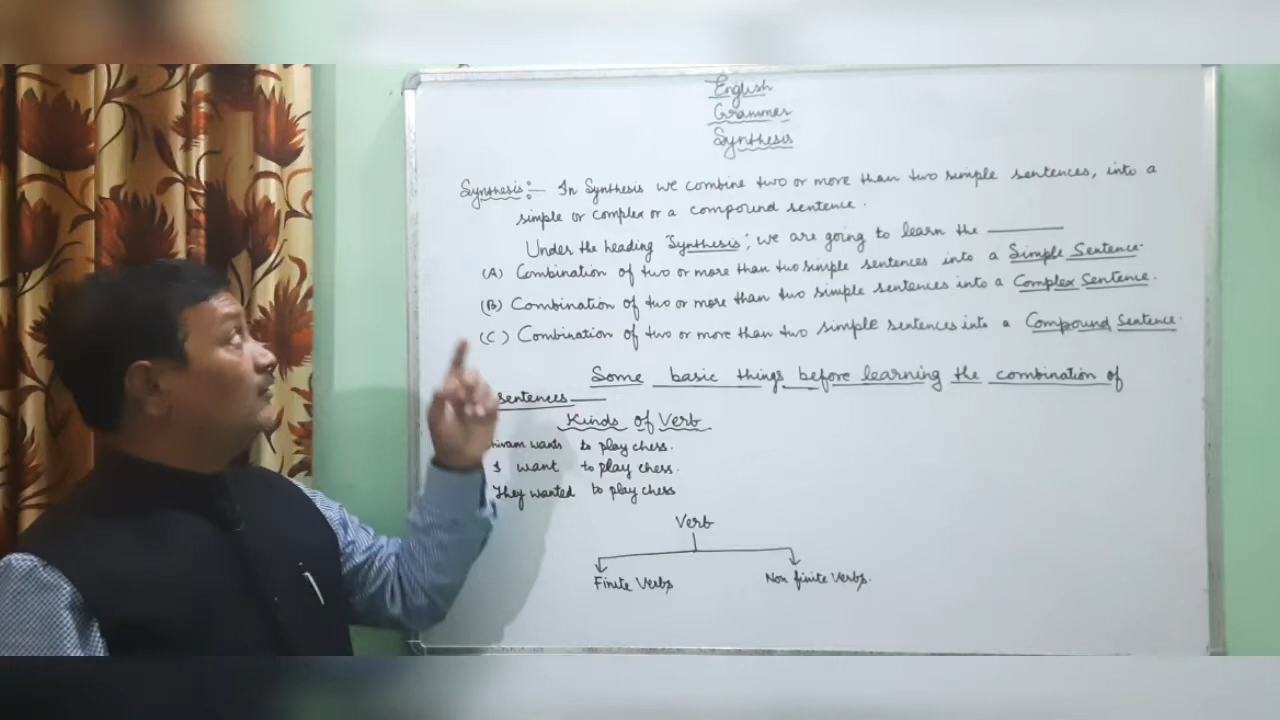 English
Grammer
Synthesis
Synthesis:— In Synthesis we combine two or more than two simple sentences, into a
simple or complex or a compound sentence.
Under the heading 'Synthesis', we are going to learn the ———
(A) Combination of two or more than two simple sentences into a Simple Sentence.
(B) Combination of two or more than two simple sentences into a Complex Sentence.
(C) Combination of two or more than two simple sentences into a Compound Sentence.
Some basic things before learning the combination of
sentences ——
Kinds of Verb
hivam wants to play chess.
I want to play chess.
They wanted to play chess
Verb
Finite Verbs
Non finite Verbs.